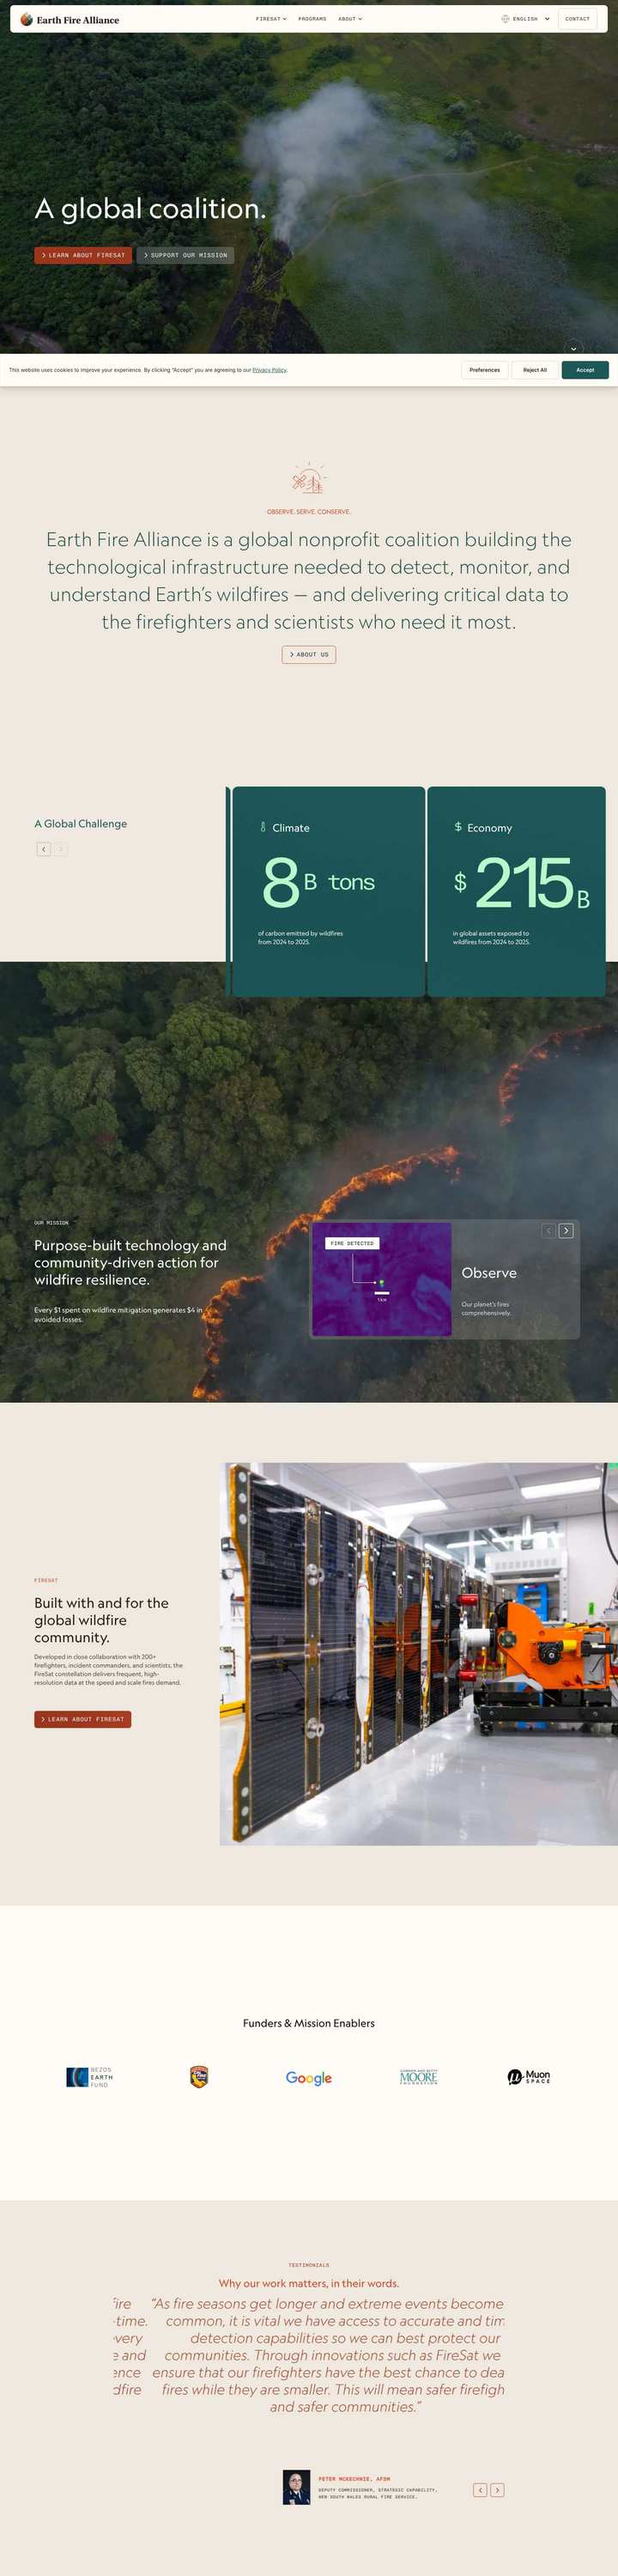 Earth Fire Alliance
FIRESAT
PROGRAMS
ABOUT
ENGLISH
CONTACT
A global coalition.
LEARN ABOUT FIRESAT
SUPPORT OUR MISSION
This website uses cookies to improve your experience. By clicking "Accept" you are agreeing to our Privacy Policy.
Preferences
Reject All
Accept
OBSERVE. SERVE. CONSERVE.
Earth Fire Alliance is a global nonprofit coalition building the
technological infrastructure needed to detect, monitor, and
understand Earth's wildfires — and delivering critical data to
the firefighters and scientists who need it most.
ABOUT US
A Global Challenge
Climate
8 B tons
of carbon emitted by wildfires
from 2024 to 2025.
$ Economy
$ 215 B
in global assets exposed to
wildfires from 2024 to 2025.
OUR MISSION
Purpose-built technology and
community-driven action for
wildfire resilience.
Every $1 spent on wildfire mitigation generates $4 in
avoided losses.
FIRE DETECTED
Observe
Our planet's fires
comprehensively.
FIRESAT
Built with and for the
global wildfire
community.
Developed in close collaboration with 200+
firefighters, incident commanders, and scientists, the
FireSat constellation delivers frequent, high-
resolution data at the speed and scale fires demand.
LEARN ABOUT FIRESAT
Funders & Mission Enablers
BEZOS
EARTH
FUND
Google
GORDON AND BETTY
MOORE
FOUNDATION
Muon
SPACE
TESTIMONIALS
Why our work matters, in their words.
"As fire seasons get longer and extreme events become
common, it is vital we have access to accurate and tim
detection capabilities so we can best protect our
communities. Through innovations such as FireSat we
ensure that our firefighters have the best chance to dea
fires while they are smaller. This will mean safer firefigh
and safer communities."
PETER MCKECHNIE, AFSM
DEPUTY COMMISSIONER, STRATEGIC CAPABILITY,
NEW SOUTH WALES RURAL FIRE SERVICE.